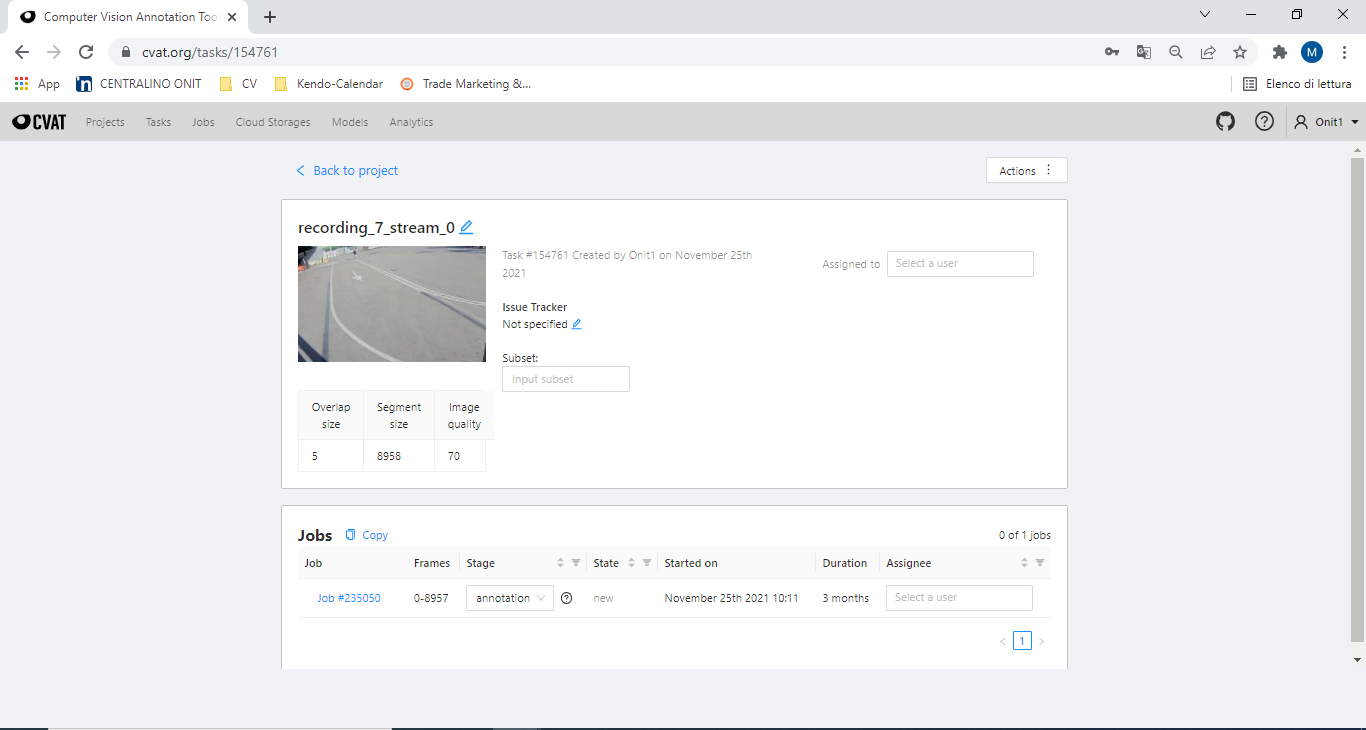 Computer Vision Annotation Too
cvat.org/tasks/154761
M
App
CENTRALINO ONIT
CV
Kendo-Calendar
Trade Marketing &...
Elenco di lettura
CVAT
Projects
Tasks
Jobs
Cloud Storages
Models
Analytics
Onit1
Back to project
Actions
recording_7_stream_0
Task #154761 Created by Onit1 on November 25th
2021
Assigned to
Select a user
Issue Tracker
Not specified
Subset:
Input subset
Overlap size
Segment size
Image quality
5
8958
70
Jobs
Copy
0 of 1 jobs
Job
Frames
Stage
State
Started on
Duration
Assignee
Job #235050
0-8957
annotation
new
November 25th 2021 10:11
3 months
Select a user
1